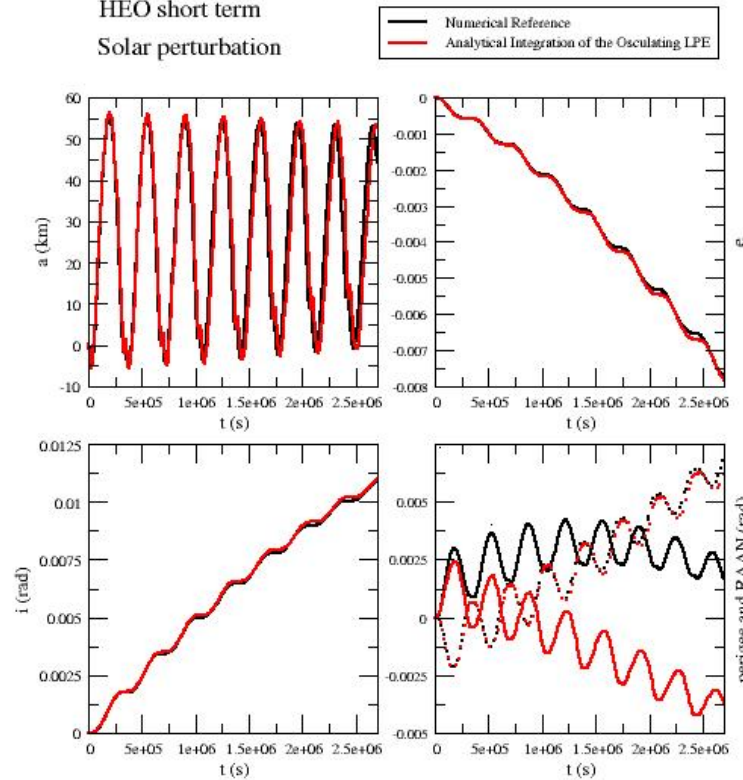 HEO short term
Solar perturbation
Numerical Reference
Analytical Integration of the Osculating LPE
60
50
40
30
20
10
0
-10
a (km)
0
5e+05
1e+06
1.5e+06
2e+06
2.5e+06
t (s)
0
-0.001
-0.002
-0.003
-0.004
-0.005
-0.006
-0.007
-0.008
e
0
5e+05
1e+06
1.5e+06
2e+06
2.5e+06
t (s)
0.0125
0.01
0.0075
0.005
0.0025
0
i (rad)
0
5e+05
1e+06
1.5e+06
2e+06
2.5e+06
t (s)
0.005
0.0025
0
-0.0025
-0.005
perigee and RAAN (rad)
0
5e+05
1e+06
1.5e+06
2e+06
2.5e+06
t (s)